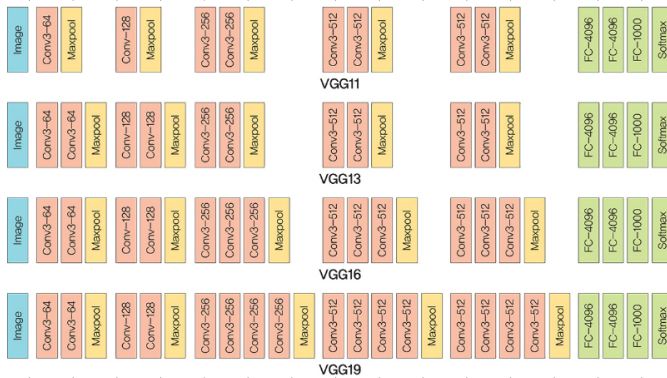 Image Conv3-64 Maxpool Conv-128 Maxpool Conv3-256 Conv3-256 Maxpool Conv3-512 Conv3-512 Maxpool Conv3-512 Conv3-512 Maxpool FC-4096 FC-4096 FC-1000 Softmax
VGG11
Image Conv3-64 Conv3-64 Maxpool Conv-128 Conv-128 Maxpool Conv3-256 Conv3-256 Maxpool Conv3-512 Conv3-512 Maxpool Conv3-512 Conv3-512 Maxpool FC-4096 FC-4096 FC-1000 Softmax
VGG13
Image Conv3-64 Conv3-64 Maxpool Conv-128 Conv-128 Maxpool Conv3-256 Conv3-256 Conv3-256 Maxpool Conv3-512 Conv3-512 Conv3-512 Maxpool Conv3-512 Conv3-512 Conv3-512 Maxpool FC-4096 FC-4096 FC-1000 Softmax
VGG16
Image Conv3-64 Conv3-64 Maxpool Conv-128 Conv-128 Maxpool Conv3-256 Conv3-256 Conv3-256 Conv3-256 Maxpool Conv3-512 Conv3-512 Conv3-512 Conv3-512 Maxpool Conv3-512 Conv3-512 Conv3-512 Conv3-512 Maxpool FC-4096 FC-4096 FC-1000 Softmax
VGG19